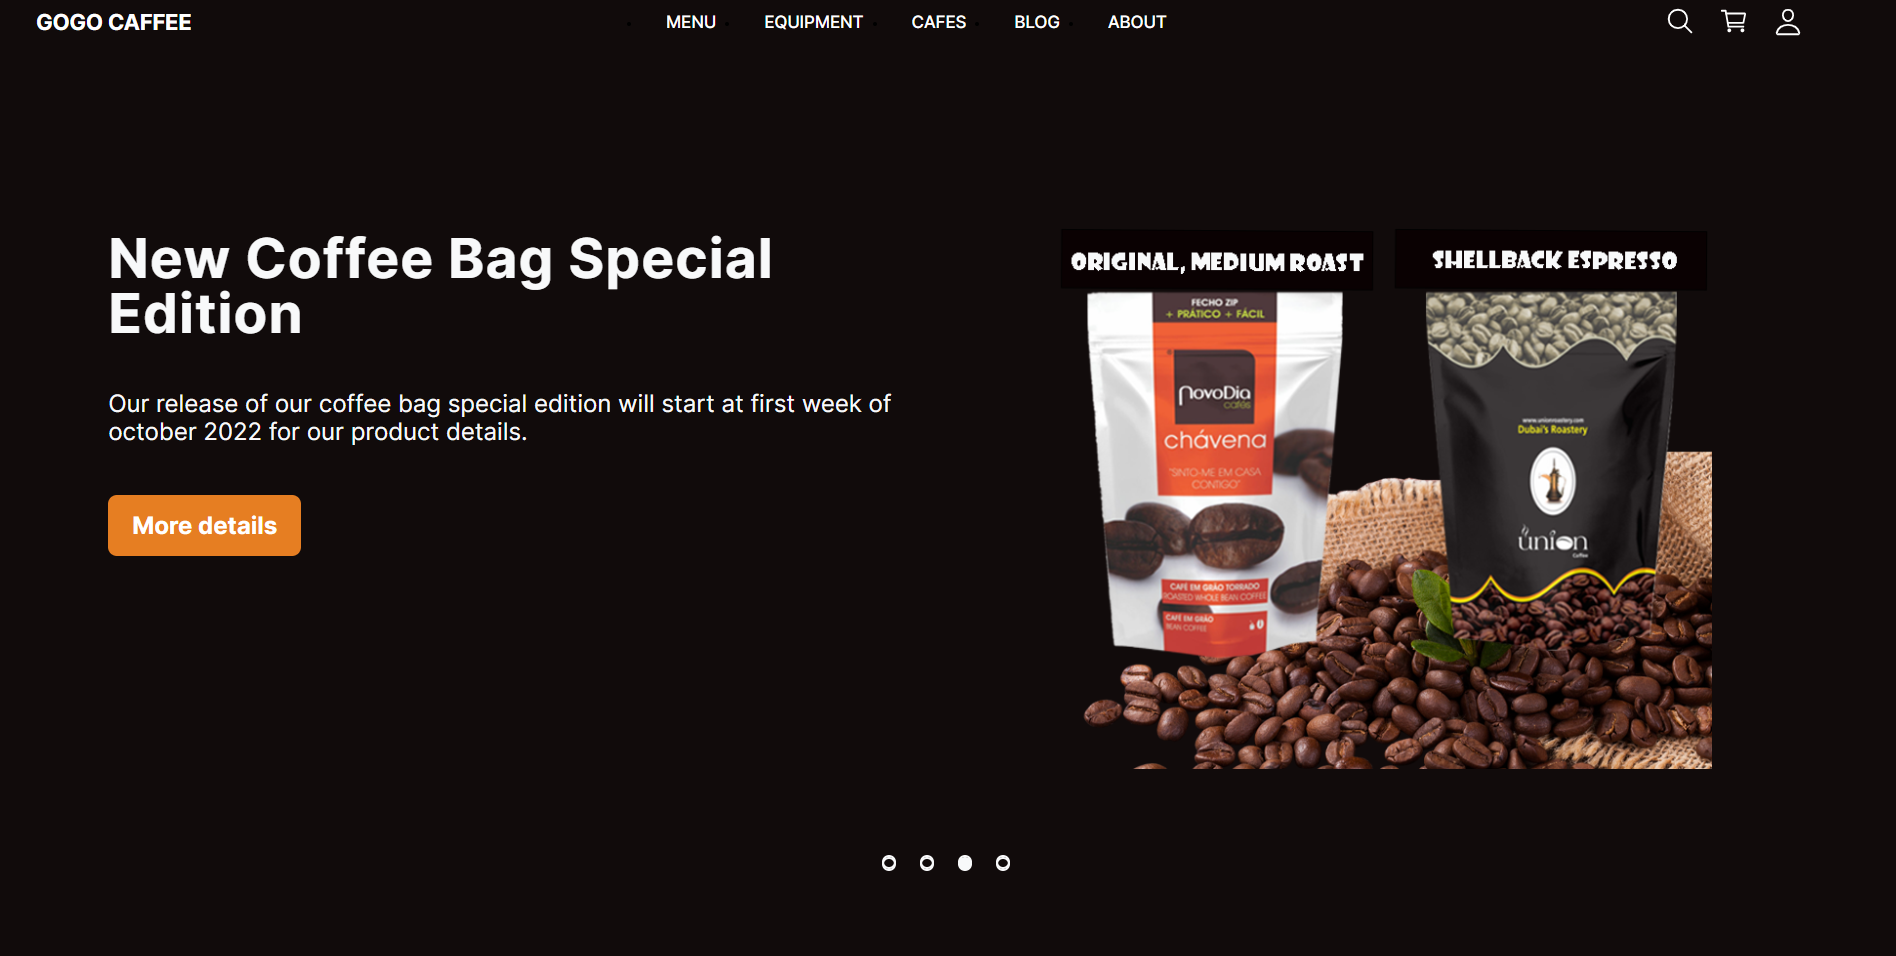 GOGO CAFFEE
MENU EQUIPMENT CAFES BLOG ABOUT
New Coffee Bag Special
Edition
Our release of our coffee bag special edition will start at first week of
october 2022 for our product details.
More details
ORIGINAL, MEDIUM ROAST
SHELLBACK ESPRESSO
FECHO ZIP
+ PRÁTICO + FÁCIL
NovoDia
cafés
chávena
"SINTO-ME EM CASA
CONTIGO"
CAFÉ EM GRÃO TORRADO
ROASTED WHOLE BEAN COFFEE
CAFÉ EM GRÃO
BEAN COFFEE
www.unionroastery.com
Dubai's Roastery
union
Coffee